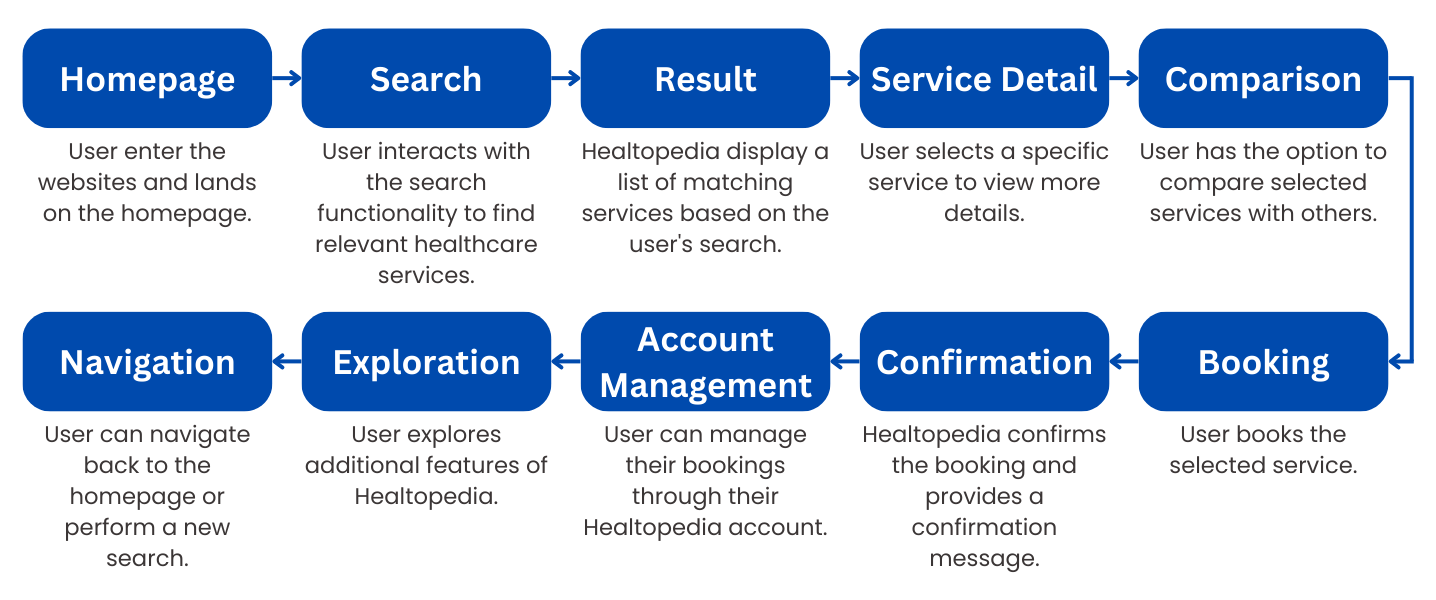 Homepage
User enter the
websites and lands
on the homepage.
Search
User interacts with
the search
functionality to find
relevant healthcare
services.
Result
Healtopedia display a
list of matching
services based on the
user's search.
Service Detail
User selects a specific
service to view more
details.
Comparison
User has the option to
compare selected
services with others.
Booking
User books the
selected service.
Confirmation
Healtopedia confirms
the booking and
provides a
confirmation
message.
Account
Management
User can manage
their bookings
through their
Healtopedia account.
Exploration
User explores
additional features of
Healtopedia.
Navigation
User can navigate
back to the
homepage or
perform a new
search.